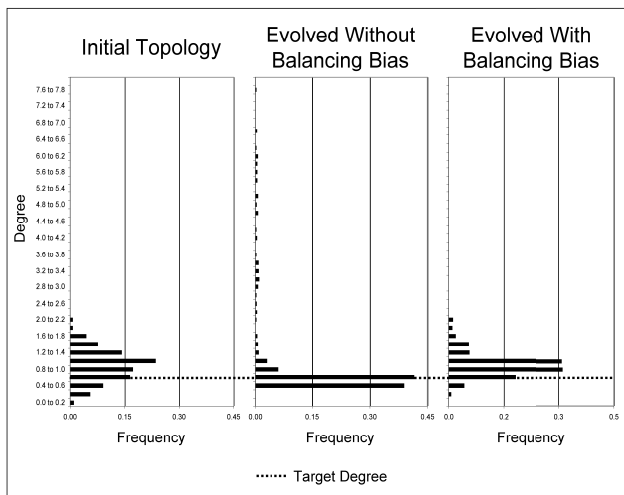 Initial Topology
Evolved Without
Balancing Bias
Evolved With
Balancing Bias
Degree
7.6 to 7.8
7.2 to 7.4
6.8 to 7.0
6.4 to 6.6
6.0 to 6.2
5.6 to 5.8
5.2 to 5.4
4.8 to 5.0
4.4 to 4.6
4.0 to 4.2
3.6 to 3.8
3.2 to 3.4
2.8 to 3.0
2.4 to 2.6
2.0 to 2.2
1.6 to 1.8
1.2 to 1.4
0.8 to 1.0
0.4 to 0.6
0.0 to 0.2
0.00 0.15 0.30 0.45
0.00 0.15 0.30 0.45
0.0 0.2 0.3 0.5
Frequency
Frequency
Frequency
Target Degree